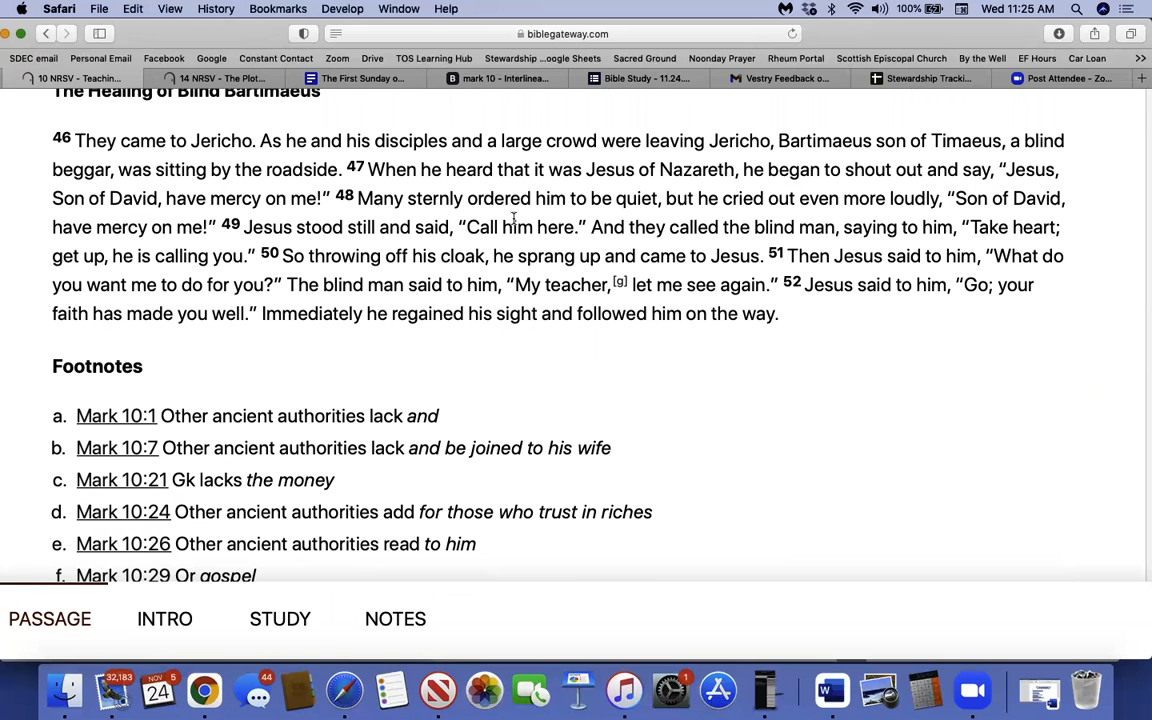 Safari File Edit View History Bookmarks Develop Window Help 100% Wed 11:25 AM
biblegateway.com
SDEC email Past Attempt Facebook Google Constant Contact Zoom Drive TOS Learning Hub Stewardship ...oogle Sheets Sacred Ground Noonday Prayer Rheum Portal Scottish Episcopal Church By the Well EF Hours Car Loan >>
10 NRSV - Teachin... 14 NRSV - The Plot... The First Sunday o... mark 10 - Interlinea... Bible Study - 11.24.... Vestry Feedback o... Stewardship Tracki... Post Attendee - Zo... +
The Healing of Blind Bartimaeus
46 They came to Jericho. As he and his disciples and a large crowd were leaving Jericho, Bartimaeus son of Timaeus, a blind
beggar, was sitting by the roadside. 47 When he heard that it was Jesus of Nazareth, he began to shout out and say, “Jesus,
Son of David, have mercy on me!” 48 Many sternly ordered him to be quiet, but he cried out even more loudly, “Son of David,
have mercy on me!” 49 Jesus stood still and said, “Call him here.” And they called the blind man, saying to him, “Take heart;
get up, he is calling you.” 50 So throwing off his cloak, he sprang up and came to Jesus. 51 Then Jesus said to him, “What do
you want me to do for you?” The blind man said to him, “My teacher,[g] let me see again.” 52 Jesus said to him, “Go; your
faith has made you well.” Immediately he regained his sight and followed him on the way.
Footnotes
a. Mark 10:1 Other ancient authorities lack and
b. Mark 10:7 Other ancient authorities lack and be joined to his wife
c. Mark 10:21 Gk lacks the money
d. Mark 10:24 Other ancient authorities add for those who trust in riches
e. Mark 10:26 Other ancient authorities read to him
f. Mark 10:29 Or gospel
PASSAGE INTRO STUDY NOTES
32,183 NOV 24 5 44 1